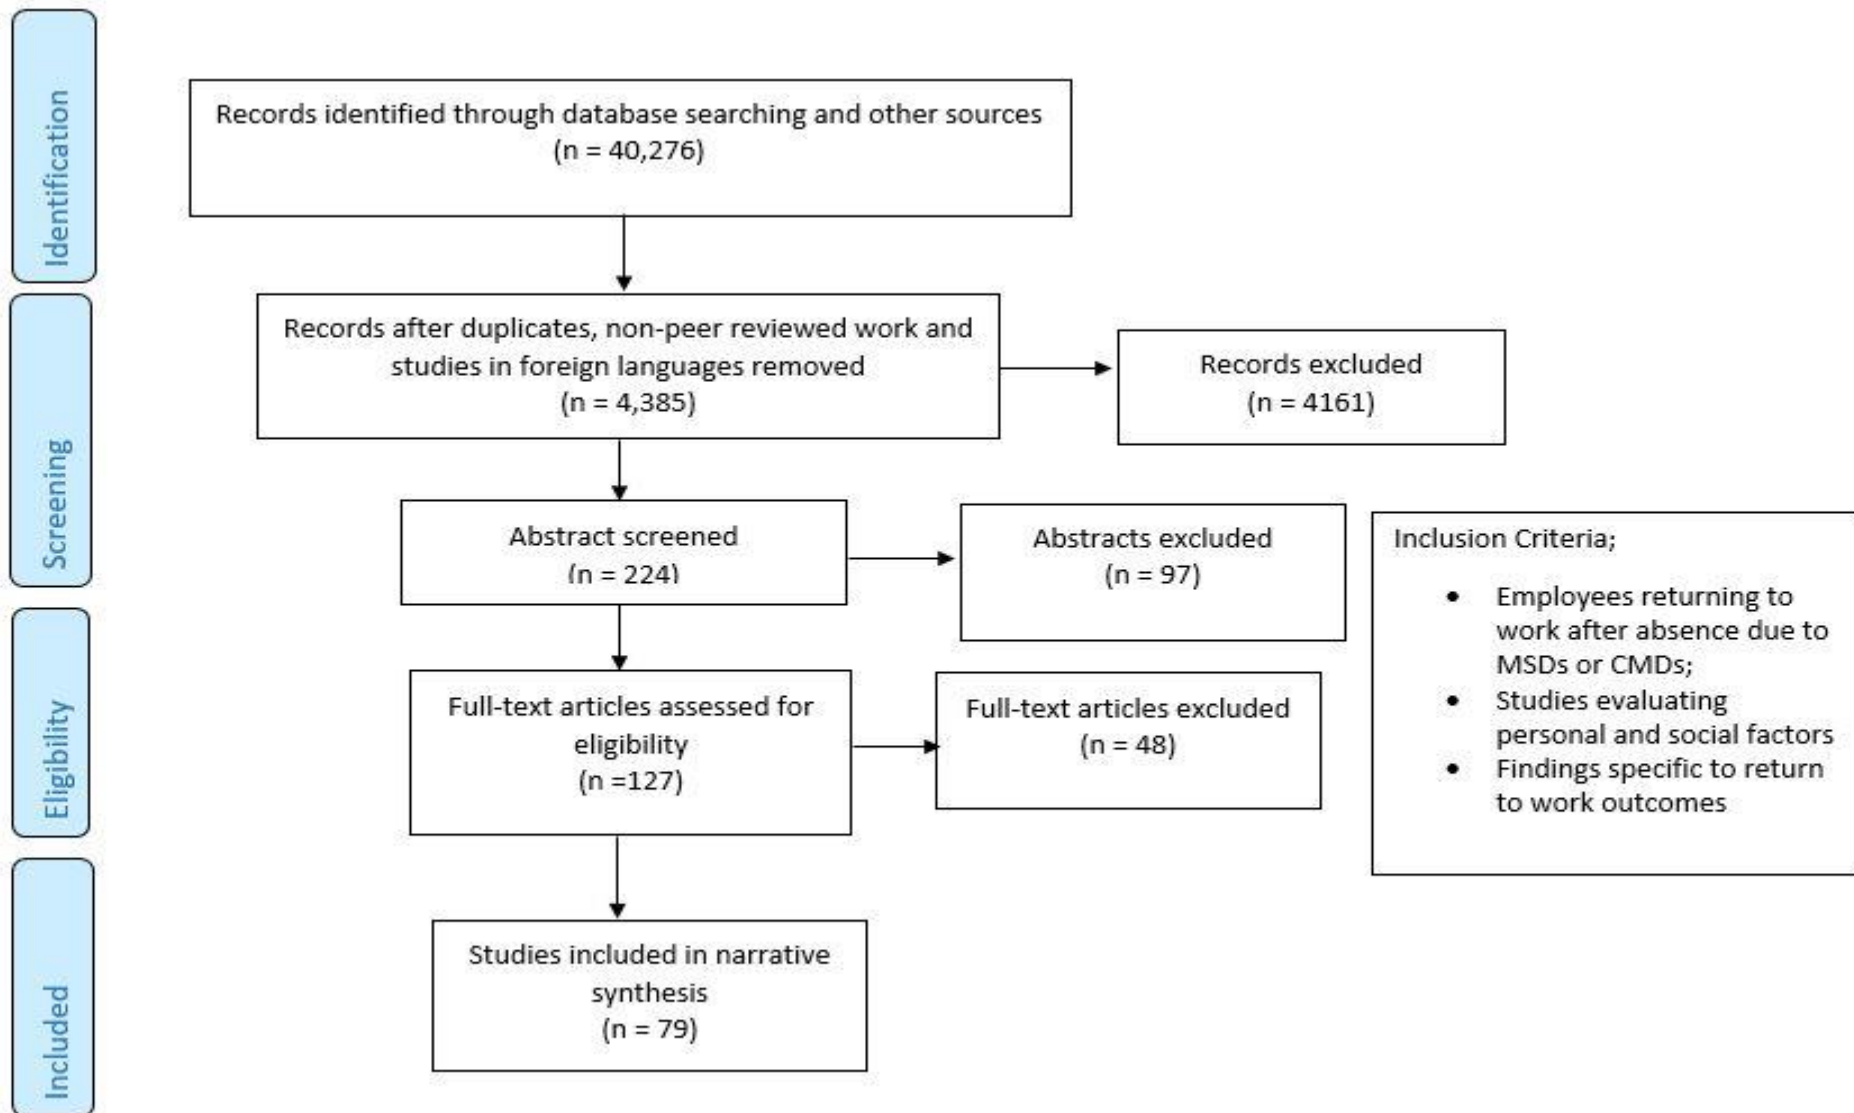 Identification
Records identified through database searching and other sources
(n = 40,276)
Screening
Records after duplicates, non-peer reviewed work and
studies in foreign languages removed
(n = 4,385)
Records excluded
(n = 4161)
Abstract screened
(n = 224)
Abstracts excluded
(n = 97)
Inclusion Criteria;
• Employees returning to
work after absence due to
MSDs or CMDs;
• Studies evaluating
personal and social factors
• Findings specific to return
to work outcomes
Eligibility
Full-text articles assessed for
eligibility
(n =127)
Full-text articles excluded
(n = 48)
Included
Studies included in narrative
synthesis
(n = 79)